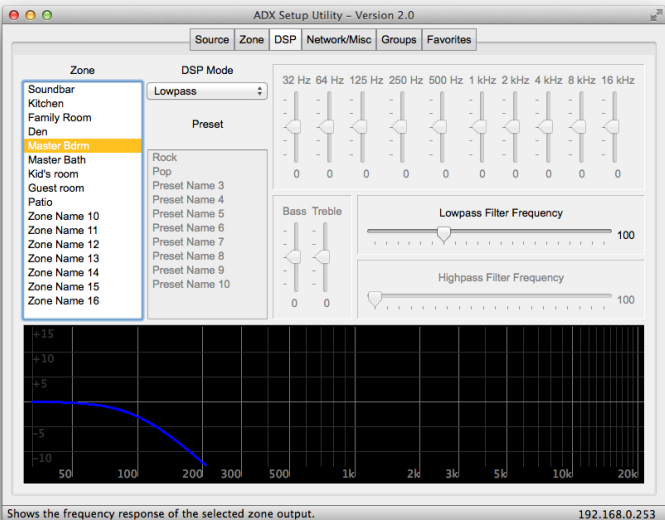 ADX Setup Utility – Version 2.0
Source Zone DSP Network/Misc Groups Favorites
Zone
Soundbar
Kitchen
Family Room
Den
Master Bdrm
Master Bath
Kid's room
Guest room
Patio
Zone Name 10
Zone Name 11
Zone Name 12
Zone Name 13
Zone Name 14
Zone Name 15
Zone Name 16
DSP Mode
Lowpass
Preset
Rock
Pop
Preset Name 3
Preset Name 4
Preset Name 5
Preset Name 6
Preset Name 7
Preset Name 8
Preset Name 9
Preset Name 10
32 Hz 64 Hz 125 Hz 250 Hz 500 Hz 1 kHz 2 kHz 4 kHz 8 kHz 16 kHz
0 0 0 0 0 0 0 0 0 0
Bass Treble
0 0
Lowpass Filter Frequency
100
Highpass Filter Frequency
100
+15
+10
+5
-5
-10
50 100 200 300 500 1k 2k 3k 5k 10k 20k
Shows the frequency response of the selected zone output. 192.168.0.253